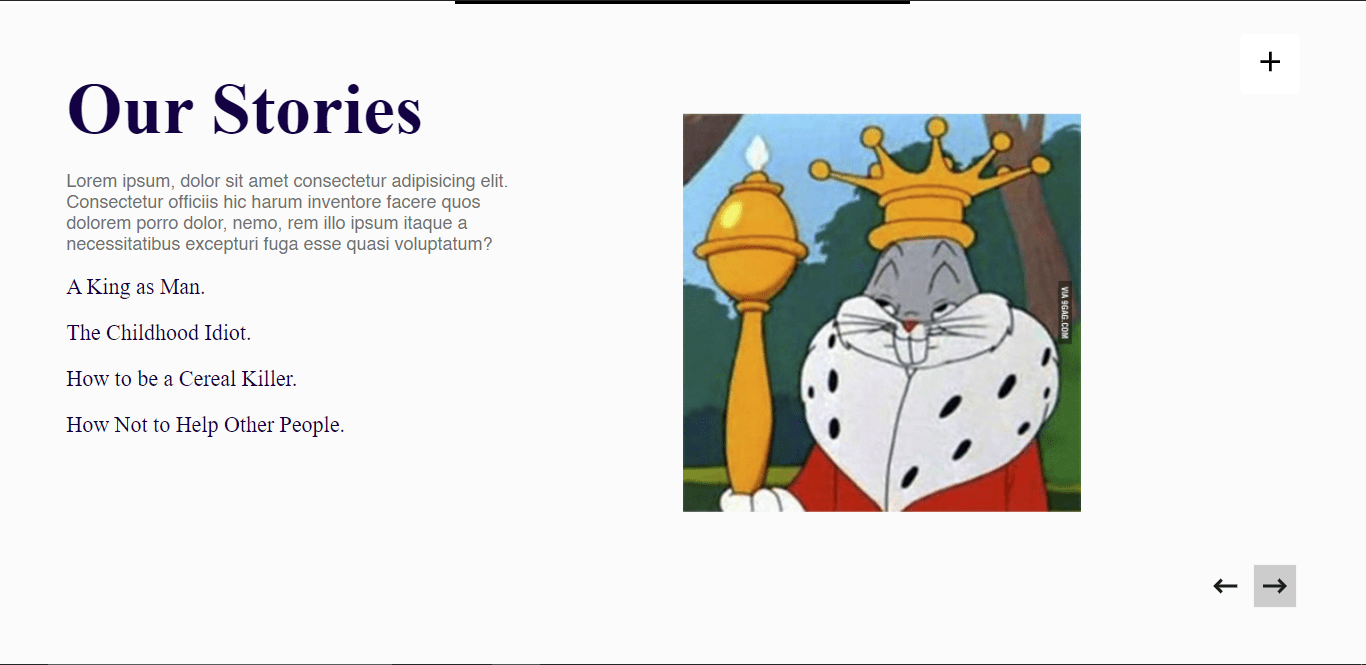 Our Stories
Lorem ipsum, dolor sit amet consectetur adipisicing elit.
Consectetur officiis hic harum inventore facere quos
dolorem porro dolor, nemo, rem illo ipsum itaque a
necessitatibus excepturi fuga esse quasi voluptatum?
A King as Man.
The Childhood Idiot.
How to be a Cereal Killer.
How Not to Help Other People.
VIA 9GAG.COM